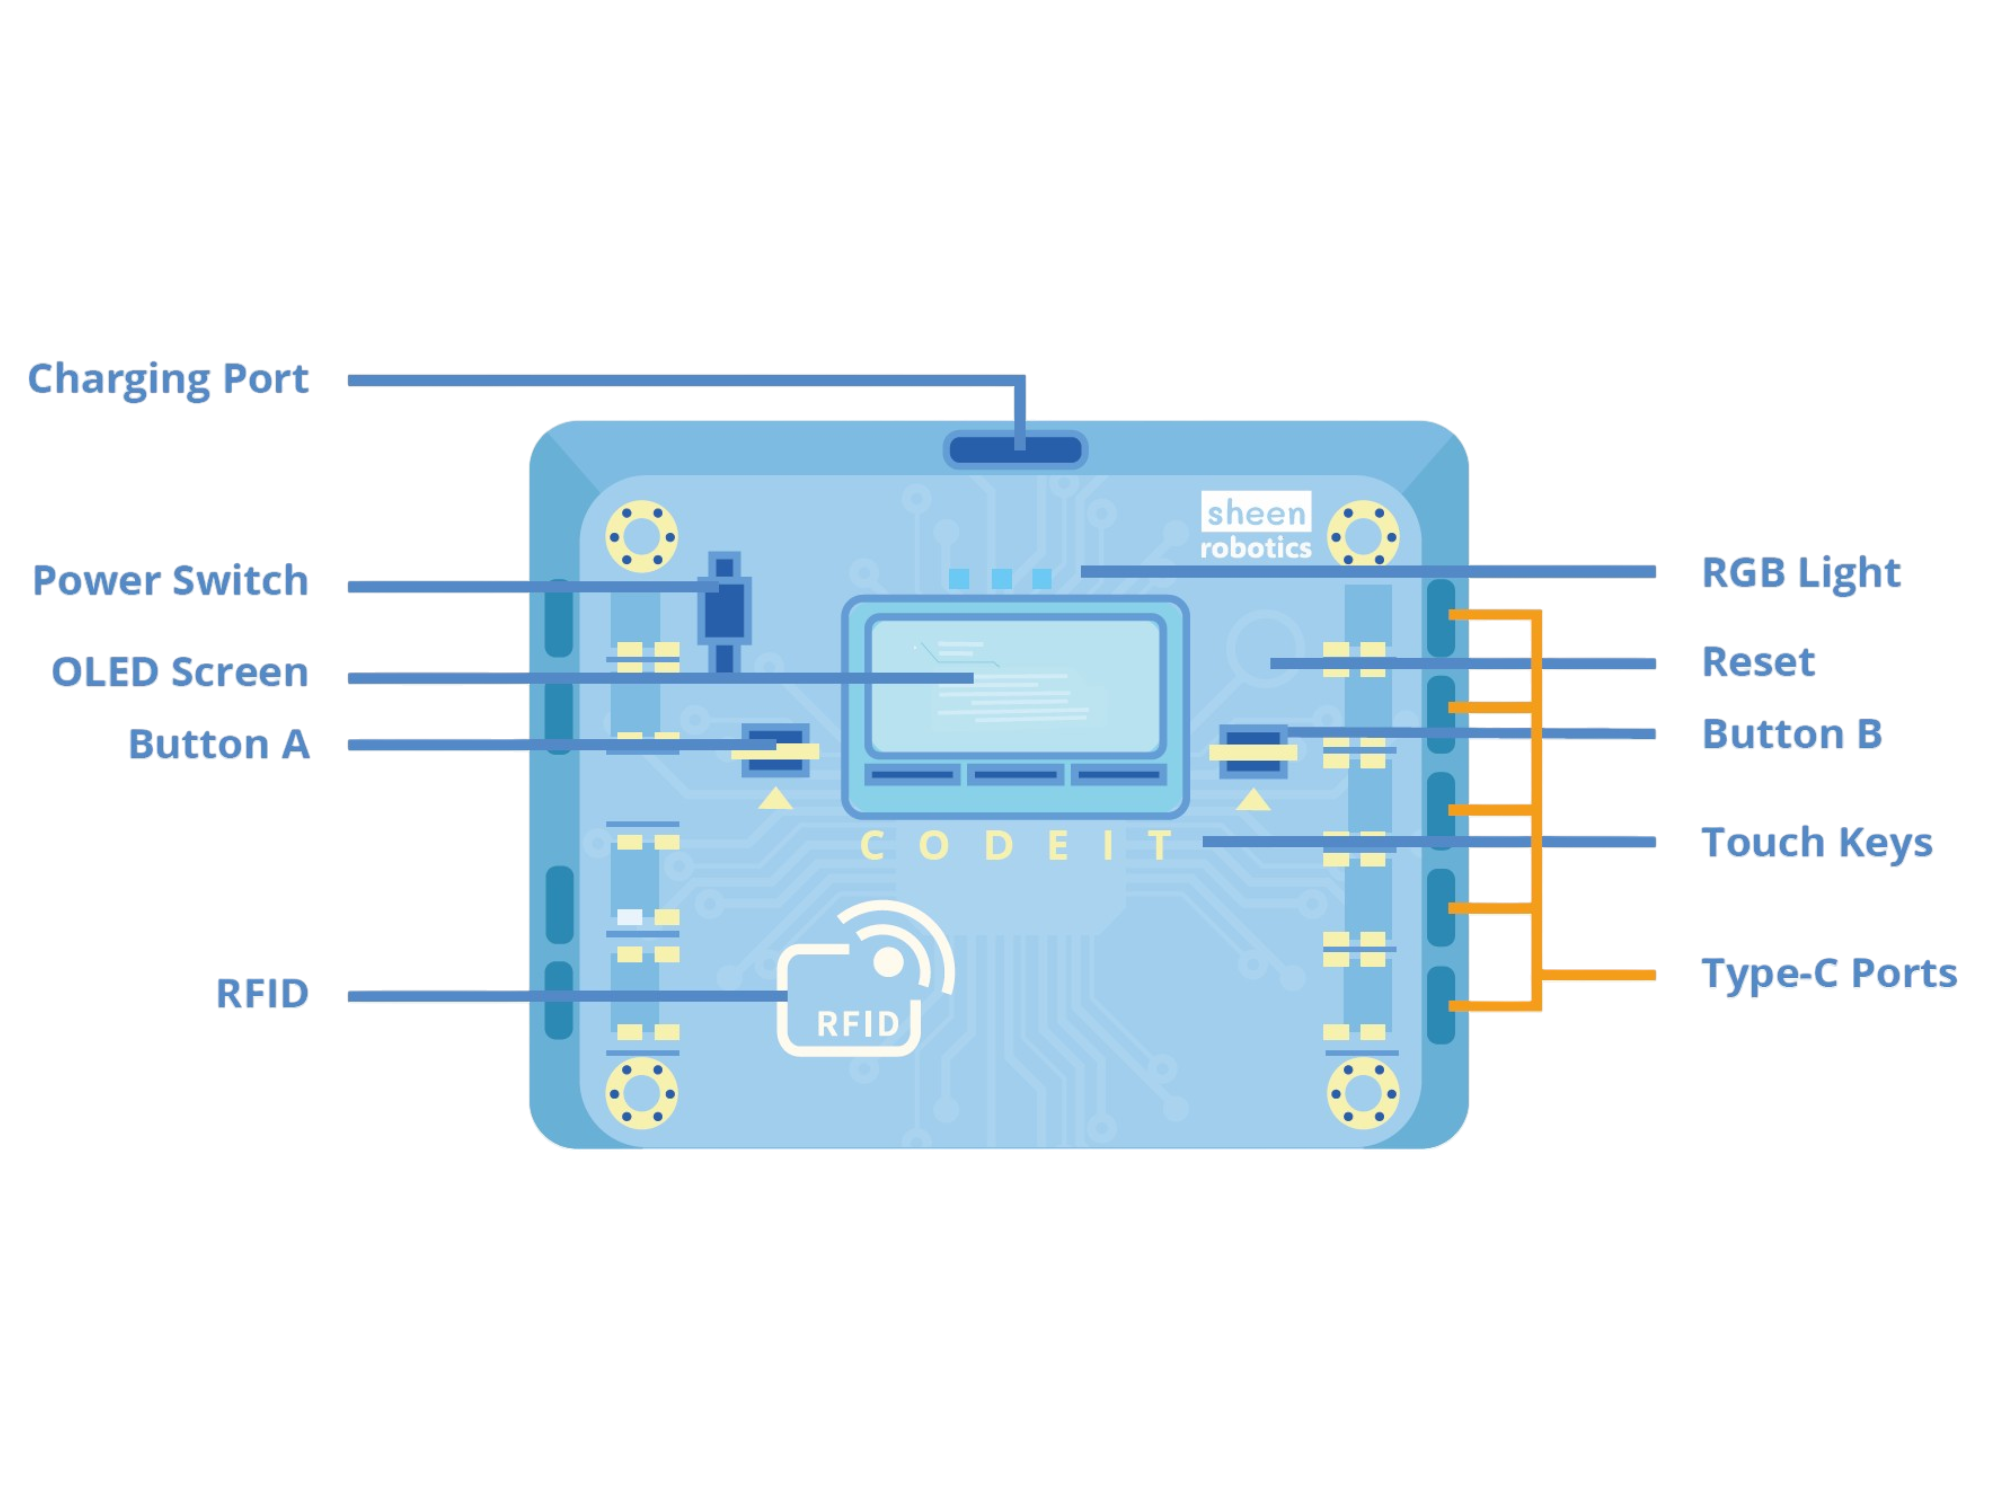 Charging Port
sheen
robotics
Power Switch
RGB Light
OLED Screen
Reset
Button A
Button B
C O D E I T
Touch Keys
RFID
Type-C Ports
RFID